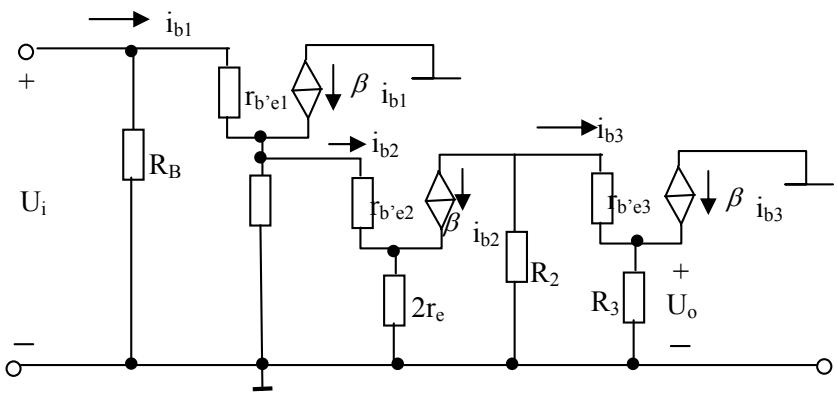 i_b1
+
r_b'e1
β i_b1
R_B
i_b2
i_b3
U_i
r_b'e2
β i_b2
r_b'e3
β i_b3
R_2
2r_e
R_3
+
U_o
−
−